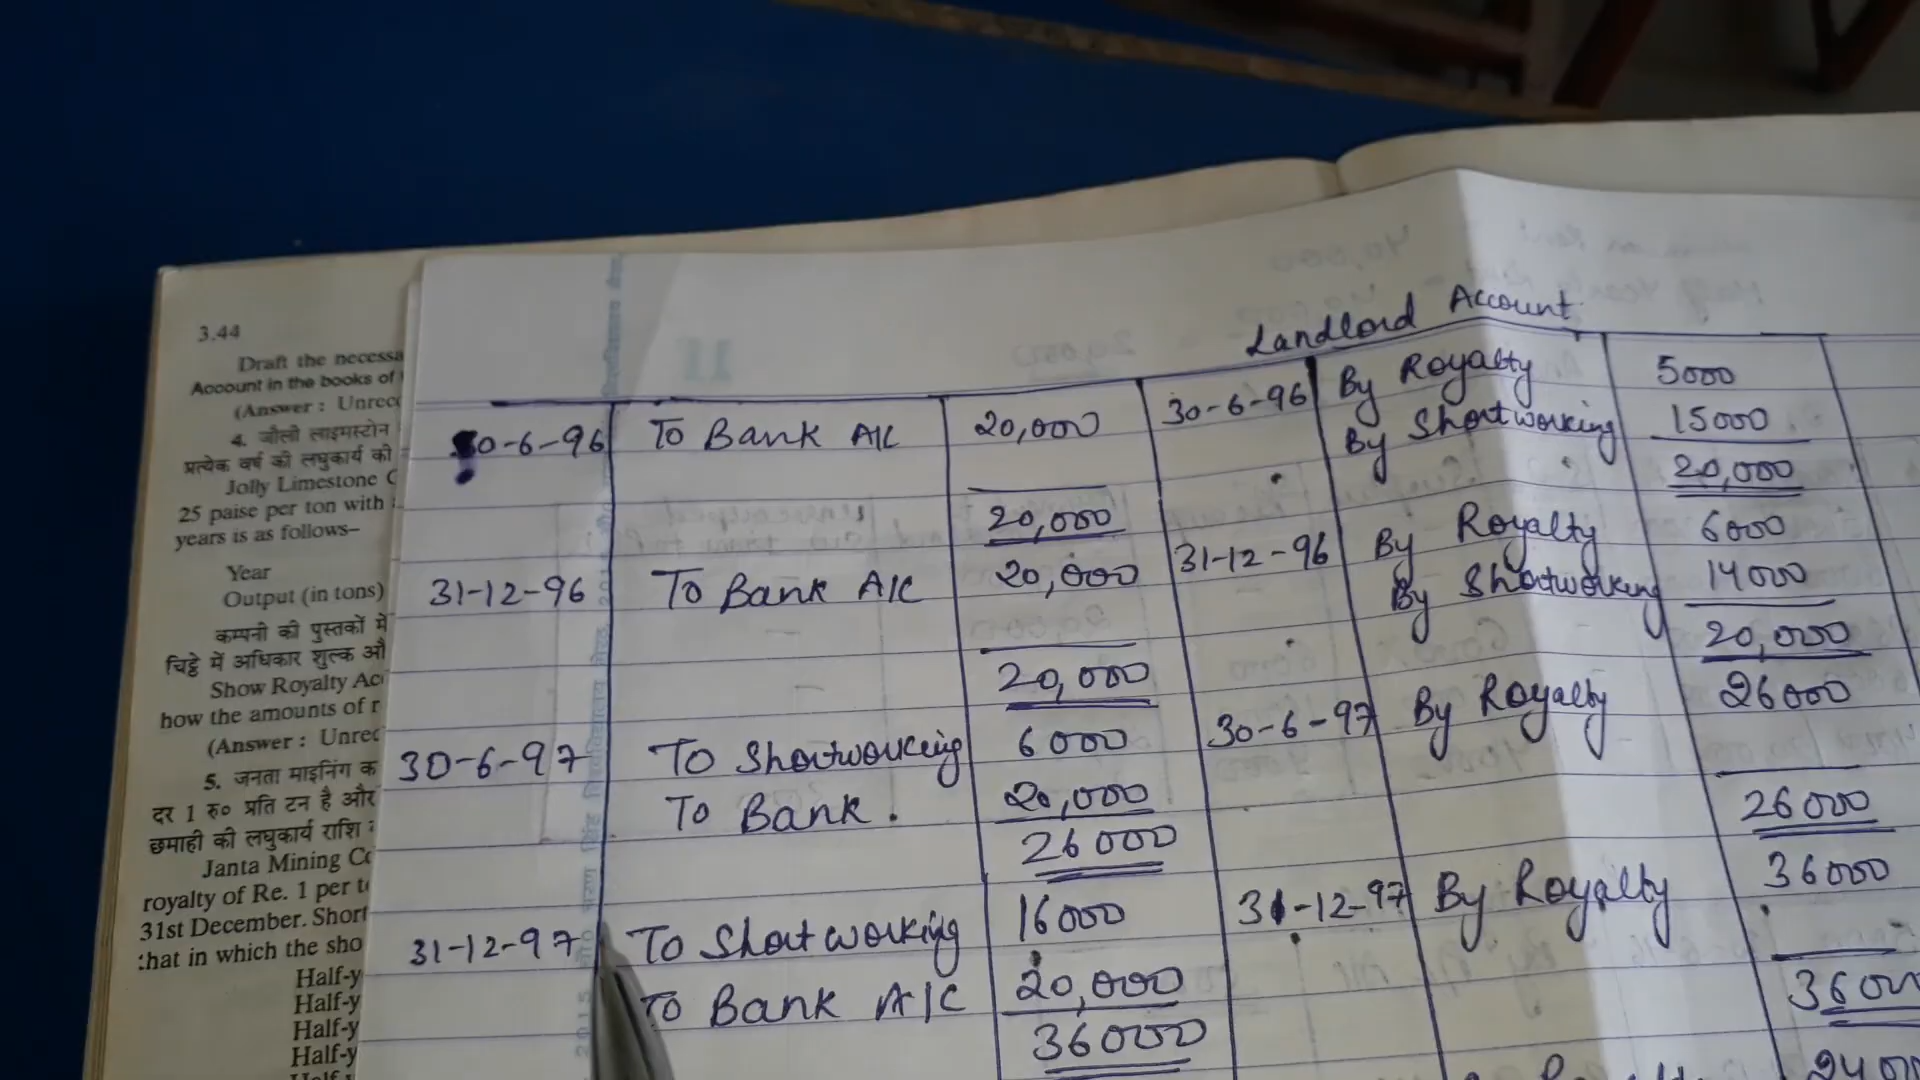 3.44
Draft the necessa
Account in the books of
(Answer : Unrec
4. जौली लाइमस्टोन
प्रत्येक वर्ष की लघुकार्य की
Jolly Limestone C
25 paise per ton with
years is as follows–
Year
Output (in tons)
कम्पनी की पुस्तकों में
चिट्ठे में अधिकार शुल्क औ
Show Royalty Ac
how the amounts of r
(Answer : Unrec
5. जनता माइनिंग क
दर 1 रु० प्रति टन है और
छमाही की लघुकार्य राशि
Janta Mining Co
royalty of Re. 1 per t
31st December. Short
that in which the sho
Half-y
Half-y
Half-y
Half-y
Landlord Account
30-6-96 To Bank A/C 20,000 30-6-96 By Royalty 5000
By Shortworking 15000
20,000 20,000
31-12-96 To Bank A/C 20,000 31-12-96 By Royalty 6000
By Shortworking 14000
20,000 20,000
30-6-97 To Shortworking 6000 30-6-97 By Royalty 26000
To Bank. 20,000
26000 26000
31-12-97 To Shortworking 16000 31-12-97 By Royalty 36000
To Bank A/C 20,000
36000 36000